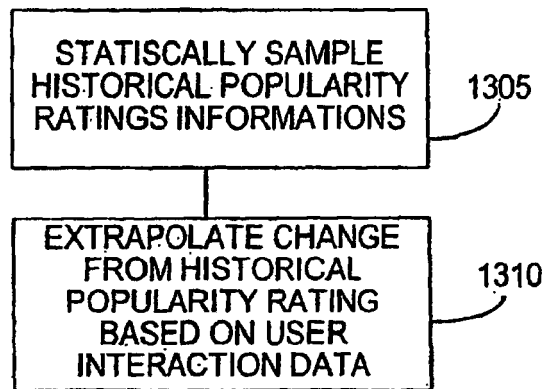 STATISCALLY SAMPLE
HISTORICAL POPULARITY
RATINGS INFORMATIONS
1305
EXTRAPOLATE CHANGE
FROM HISTORICAL
POPULARITY RATING
BASED ON USER
INTERACTION DATA
1310